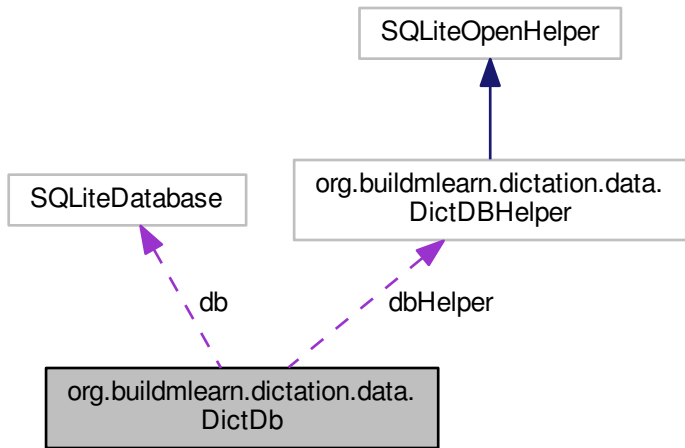 SQLiteOpenHelper
SQLiteDatabase
org.buildmlearn.dictation.data.
DictDBHelper
db
dbHelper
org.buildmlearn.dictation.data.
DictDb